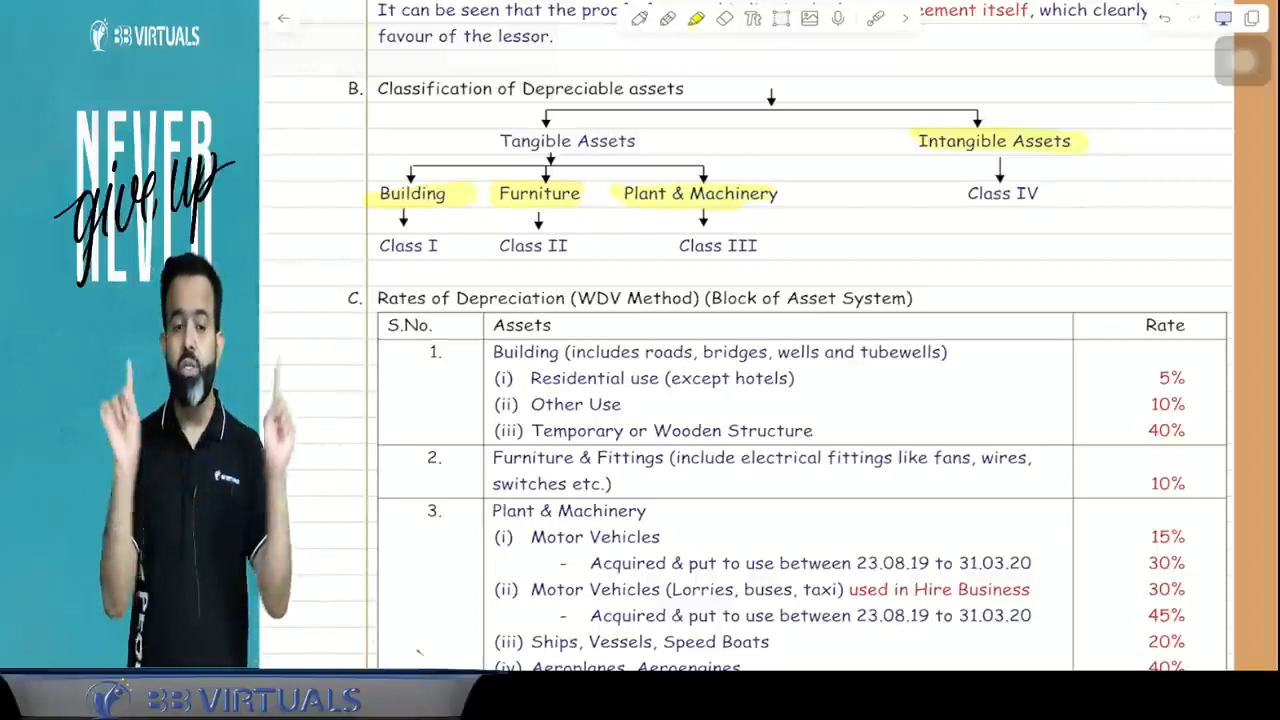 BB VIRTUALS
NEVER
give up
NEVER
It can be seen that the
cement itself, which clearly
favour of the lessor.
B. Classification of Depreciable assets
Tangible Assets
Intangible Assets
Building
Furniture
Plant & Machinery
Class IV
Class I
Class II
Class III
C. Rates of Depreciation (WDV Method) (Block of Asset System)
S.No. Assets Rate
1. Building (includes roads, bridges, wells and tubewells)
(i) Residential use (except hotels) 5%
(ii) Other Use 10%
(iii) Temporary or Wooden Structure 40%
2. Furniture & Fittings (include electrical fittings like fans, wires,
switches etc.) 10%
3. Plant & Machinery
(i) Motor Vehicles 15%
- Acquired & put to use between 23.08.19 to 31.03.20 30%
(ii) Motor Vehicles (Lorries, buses, taxi) used in Hire Business 30%
- Acquired & put to use between 23.08.19 to 31.03.20 45%
(iii) Ships, Vessels, Speed Boats 20%
(iv) Aeroplanes, Aeroengines 40%
BB VIRTUALS